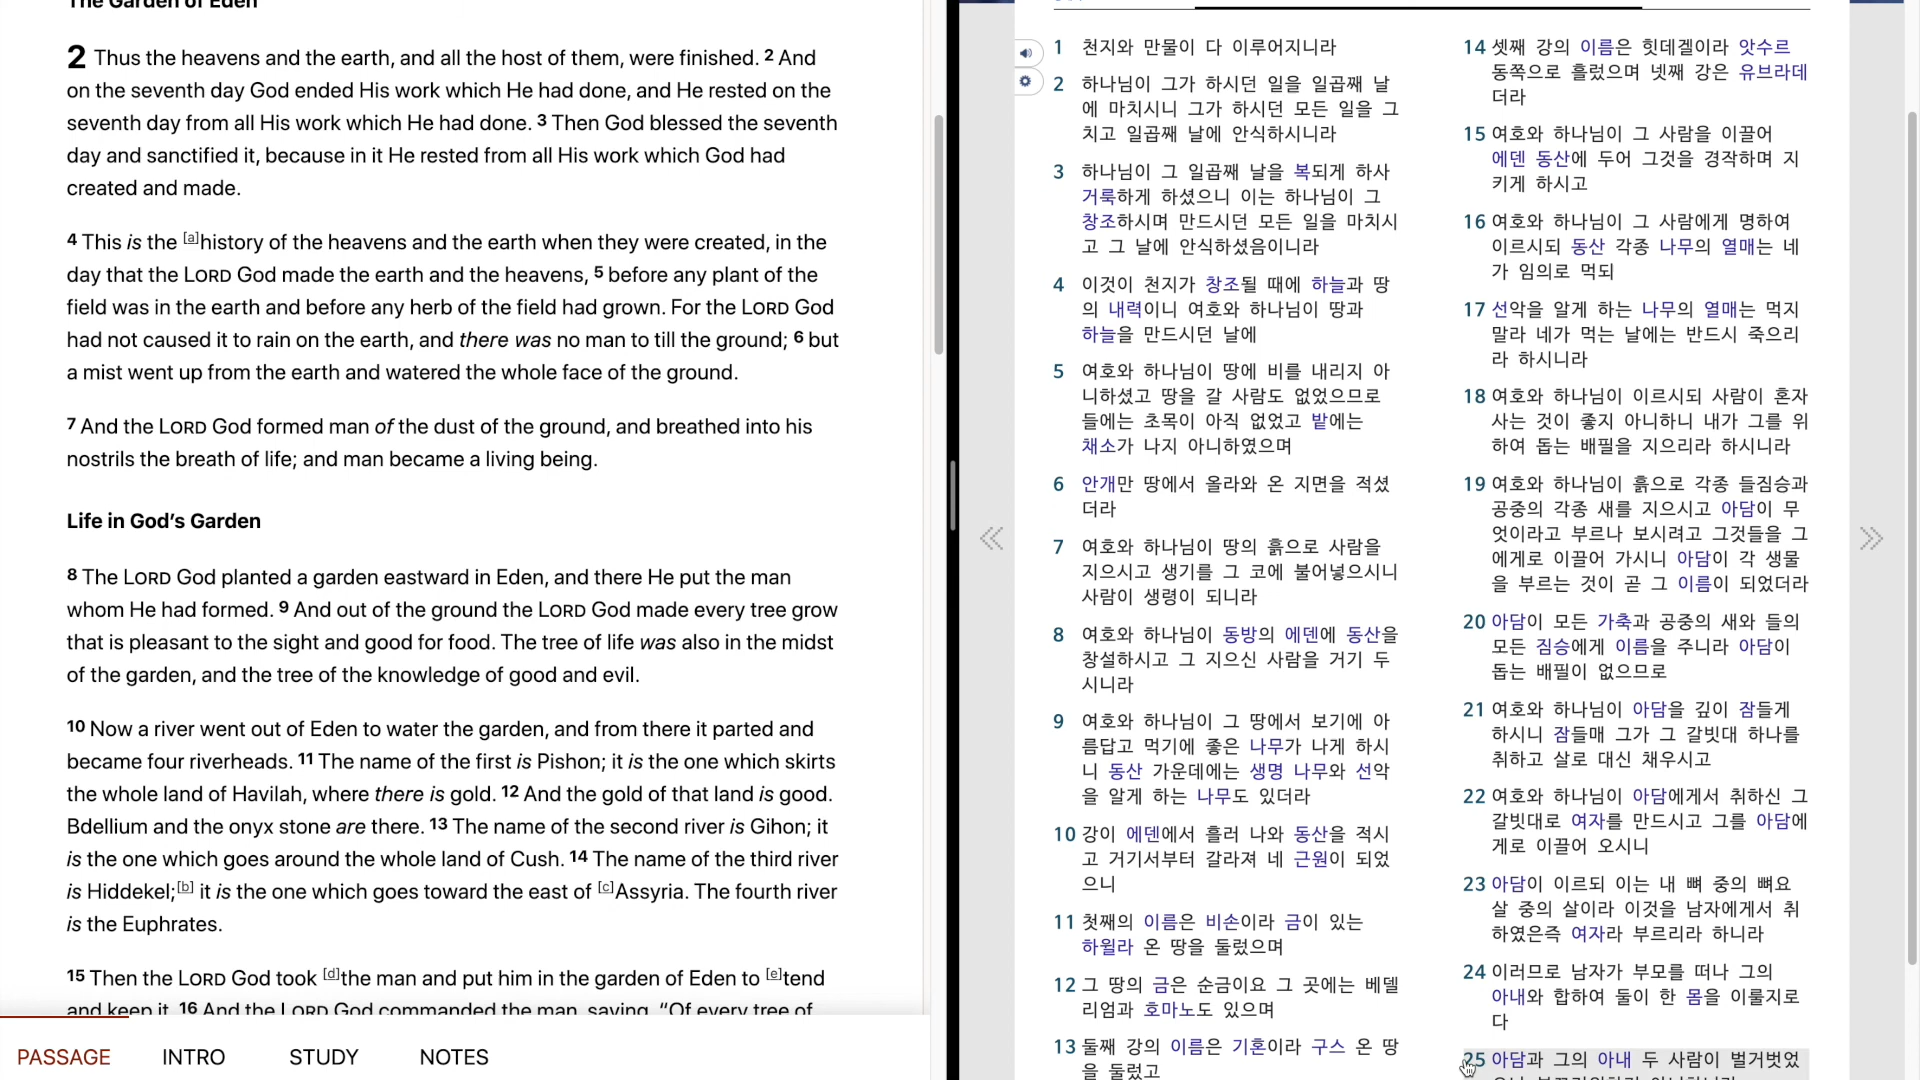 The Garden of Eden
2 Thus the heavens and the earth, and all the host of them, were finished. 2 And
on the seventh day God ended His work which He had done, and He rested on the
seventh day from all His work which He had done. 3 Then God blessed the seventh
day and sanctified it, because in it He rested from all His work which God had
created and made.
4 This is the [a]history of the heavens and the earth when they were created, in the
day that the LORD God made the earth and the heavens, 5 before any plant of the
field was in the earth and before any herb of the field had grown. For the LORD God
had not caused it to rain on the earth, and there was no man to till the ground; 6 but
a mist went up from the earth and watered the whole face of the ground.
7 And the LORD God formed man of the dust of the ground, and breathed into his
nostrils the breath of life; and man became a living being.
Life in God’s Garden
8 The LORD God planted a garden eastward in Eden, and there He put the man
whom He had formed. 9 And out of the ground the LORD God made every tree grow
that is pleasant to the sight and good for food. The tree of life was also in the midst
of the garden, and the tree of the knowledge of good and evil.
10 Now a river went out of Eden to water the garden, and from there it parted and
became four riverheads. 11 The name of the first is Pishon; it is the one which skirts
the whole land of Havilah, where there is gold. 12 And the gold of that land is good.
Bdellium and the onyx stone are there. 13 The name of the second river is Gihon; it
is the one which goes around the whole land of Cush. 14 The name of the third river
is Hiddekel;[b] it is the one which goes toward the east of [c]Assyria. The fourth river
is the Euphrates.
15 Then the LORD God took [d]the man and put him in the garden of Eden to [e]tend
and keep it. 16 And the LORD God commanded the man, saying, “Of every tree of
PASSAGE INTRO STUDY NOTES
1 천지와 만물이 다 이루어지니라
2 하나님이 그가 하시던 일을 일곱째 날
에 마치시니 그가 하시던 모든 일을 그
치고 일곱째 날에 안식하시니라
3 하나님이 그 일곱째 날을 복되게 하사
거룩하게 하셨으니 이는 하나님이 그
창조하시며 만드시던 모든 일을 마치시
고 그 날에 안식하셨음이니라
4 이것이 천지가 창조될 때에 하늘과 땅
의 내력이니 여호와 하나님이 땅과
하늘을 만드시던 날에
5 여호와 하나님이 땅에 비를 내리지 아
니하셨고 땅을 갈 사람도 없었으므로
들에는 초목이 아직 없었고 밭에는
채소가 나지 아니하였으며
6 안개만 땅에서 올라와 온 지면을 적셨
더라
7 여호와 하나님이 땅의 흙으로 사람을
지으시고 생기를 그 코에 불어넣으시니
사람이 생령이 되니라
8 여호와 하나님이 동방의 에덴에 동산을
창설하시고 그 지으신 사람을 거기 두
시니라
9 여호와 하나님이 그 땅에서 보기에 아
름답고 먹기에 좋은 나무가 나게 하시
니 동산 가운데에는 생명 나무와 선악
을 알게 하는 나무도 있더라
10 강이 에덴에서 흘러 나와 동산을 적시
고 거기서부터 갈라져 네 근원이 되었
으니
11 첫째의 이름은 비손이라 금이 있는
하윌라 온 땅을 둘렀으며
12 그 땅의 금은 순금이요 그 곳에는 베델
리엄과 호마노도 있으며
13 둘째 강의 이름은 기혼이라 구스 온 땅
을 둘렀고
14 셋째 강의 이름은 힛데겔이라 앗수르
동쪽으로 흘렀으며 넷째 강은 유브라데
더라
15 여호와 하나님이 그 사람을 이끌어
에덴 동산에 두어 그것을 경작하며 지
키게 하시고
16 여호와 하나님이 그 사람에게 명하여
이르시되 동산 각종 나무의 열매는 네
가 임의로 먹되
17 선악을 알게 하는 나무의 열매는 먹지
말라 네가 먹는 날에는 반드시 죽으리
라 하시니라
18 여호와 하나님이 이르시되 사람이 혼자
사는 것이 좋지 아니하니 내가 그를 위
하여 돕는 배필을 지으리라 하시니라
19 여호와 하나님이 흙으로 각종 들짐승과
공중의 각종 새를 지으시고 아담이 무
엇이라고 부르나 보시려고 그것들을 그
에게로 이끌어 가시니 아담이 각 생물
을 부르는 것이 곧 그 이름이 되었더라
20 아담이 모든 가축과 공중의 새와 들의
모든 짐승에게 이름을 주니라 아담이
돕는 배필이 없으므로
21 여호와 하나님이 아담을 깊이 잠들게
하시니 잠들매 그가 그 갈빗대 하나를
취하고 살로 대신 채우시고
22 여호와 하나님이 아담에게서 취하신 그
갈빗대로 여자를 만드시고 그를 아담에
게로 이끌어 오시니
23 아담이 이르되 이는 내 뼈 중의 뼈요
살 중의 살이라 이것을 남자에게서 취
하였은즉 여자라 부르리라 하니라
24 이러므로 남자가 부모를 떠나 그의
아내와 합하여 둘이 한 몸을 이룰지로
다
25 아담과 그의 아내 두 사람이 벌거벗었